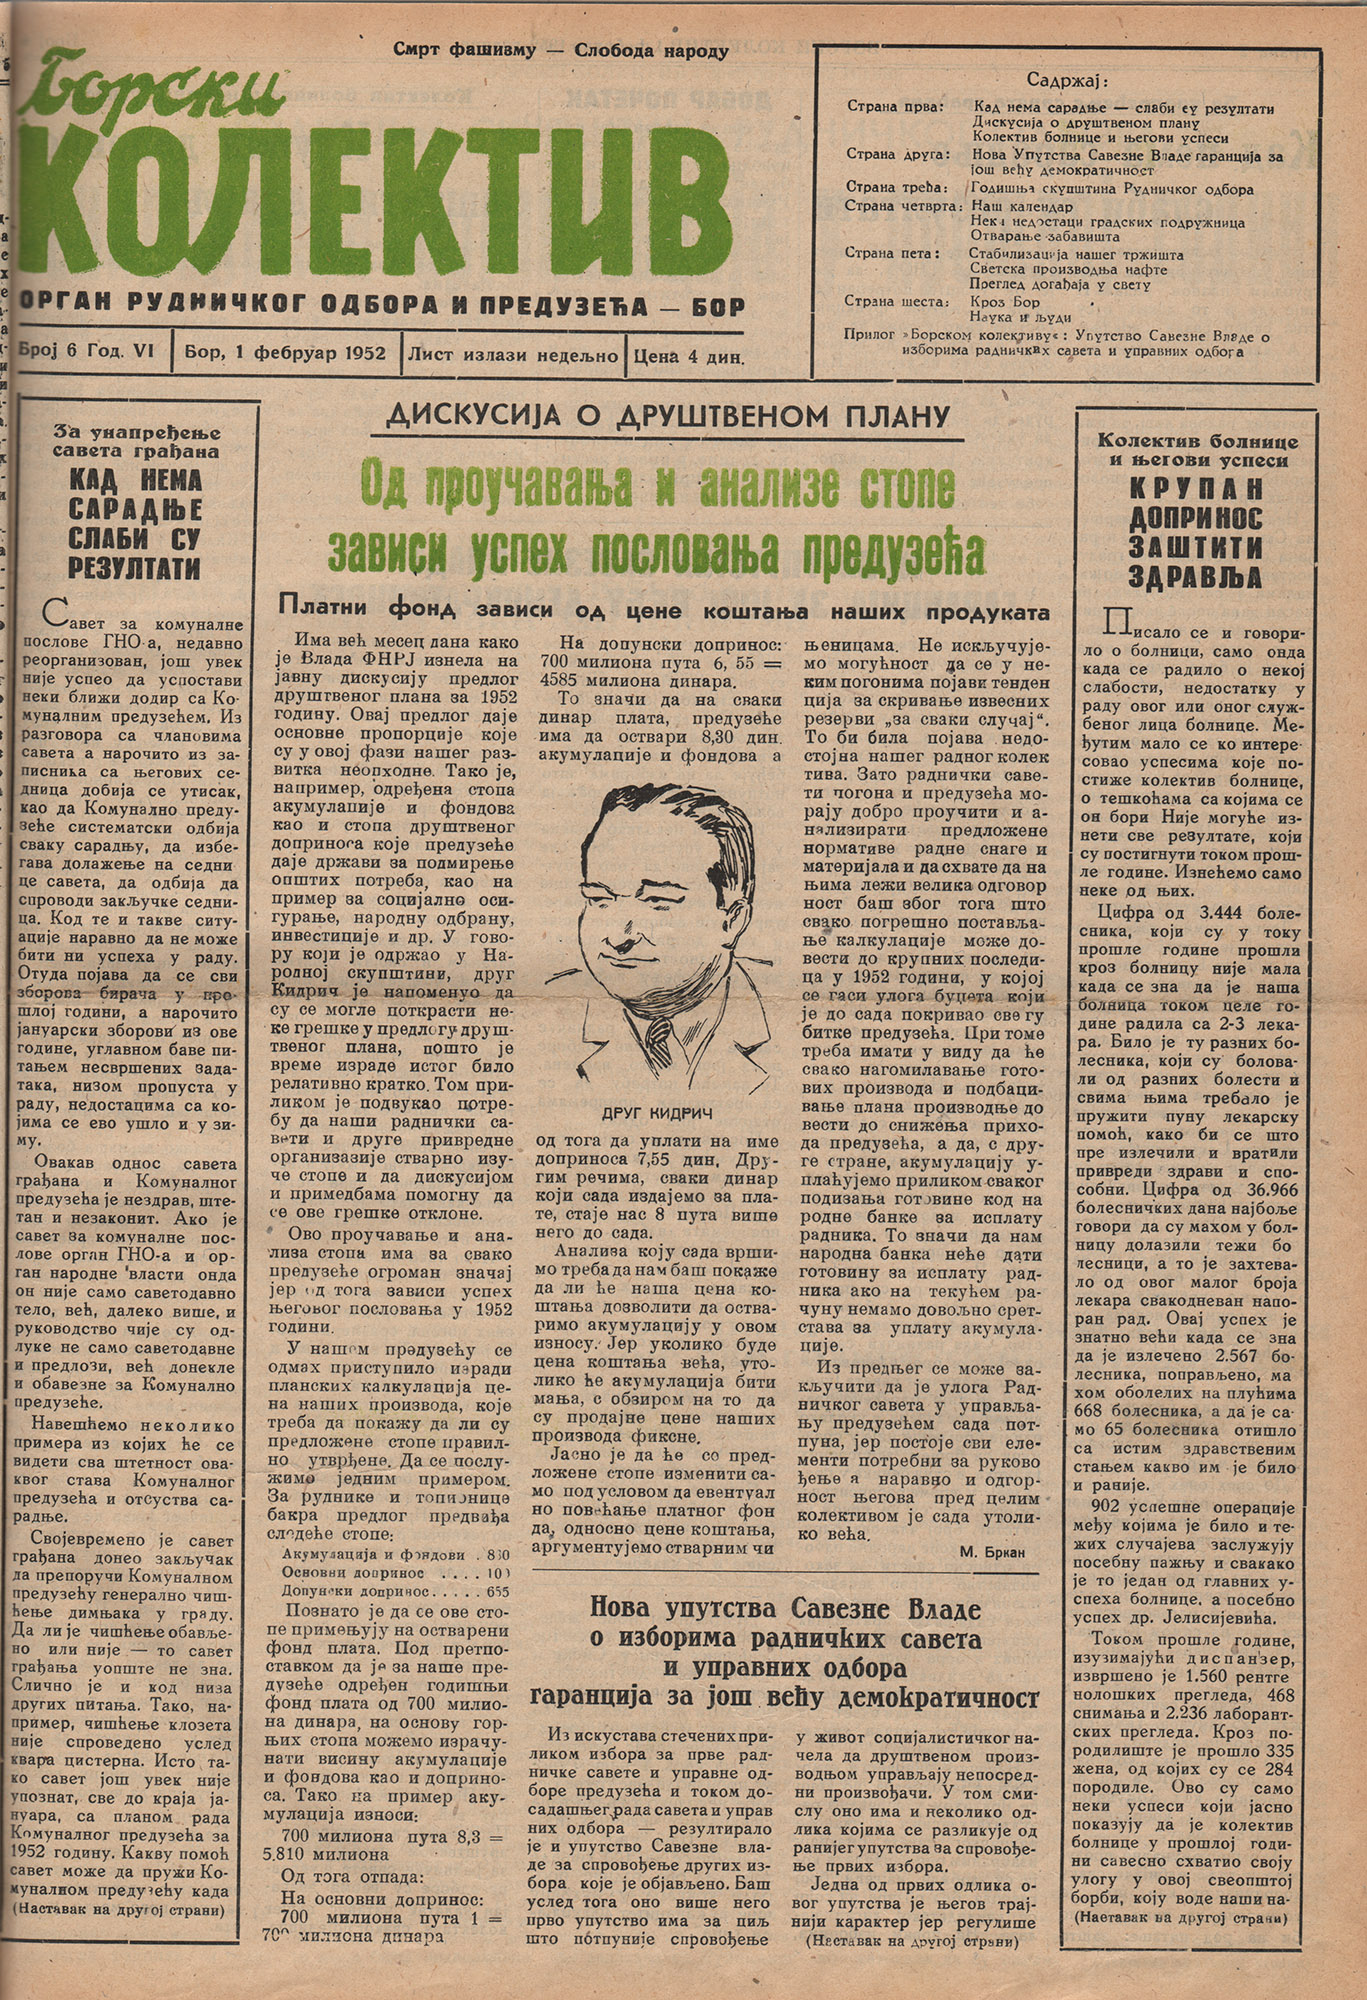 Смрт фашизму — Слобода народу
Борски
КОЛЕКТИВ
ОРГАН РУДНИЧКОГ ОДБОРА И ПРЕДУЗЕЋА — БОР
Број 6 Год. VI
Бор, 1 фебруар 1952
Лист излази недељно
Цена 4 дин.
Садржај:
Страна прва: Кад нема сарадње — слаби су резултати
Дискусија о друштвеном плану
Колектив болнице и његови успеси
Страна друга: Нова Упутства Савезне Владе гаранција за
још већу демократичност
Страна трећа: Годишња скупштина Рудничког одбора
Страна четврта: Наш календар
Неки недостаци градских подружница
Отварање забавишта
Страна пета: Стабилизација нашег тржишта
Светска производња нафте
Преглед догађаја у свету
Страна шеста: Кроз Бор
Наука и људи
Прилог »Борском колективу«: Упутство Савезне Владе о
изборима радничких савета и управних одбора
За унапређење
савета грађана
КАД НЕМА
САРАДЊЕ
СЛАБИ СУ
РЕЗУЛТАТИ
Савет за комуналне
послове ГНО-а, недавно
реорганизован, још увек
није успео да успостави
неки ближи додир са Ко-
муналним предузећем. Из
разговора са члановима
савета а нарочито из за-
писника са његових се-
дница добија се утисак,
као да Комунално преду-
зеће систематски одбија
сваку сарадњу, да избе-
гава долажење на седни
це савета, да одбија да
спроводи закључке седни-
ца. Код те и такве ситу-
ације наравно да не може
бити ни успеха у раду.
Отуда појава да се сви
зборова бирача у про-
шлој години, а нарочито
јануарски зборови из ове
године, углавном баве пи-
тањем несвршених зада-
така, низом пропуста у
раду, недостацима са ко-
јима се ево ушло и у зи-
му.
Овакав однос савета
грађана и Комуналног
предузећа је нездрав, ште-
тан и незаконит. Ако је
савет за комуналне пос-
лове орган ГНО-а и ор-
ган народне власти онда
он није само саветодавно
тело, већ, далеко више, и
руководство чије су од-
луке не само саветодавне
и предлози, већ донекле
и обавезне за Комунално
предузеће.
Навешћемо неколико
примера из којих ће се
видети сва штетност ова-
квог става Комуналног
предузећа и отсуства са-
радње.
Својевремено је савет
грађана донео закључак
да препоручи Комуналном
предузећу генерално чиш-
ћење димњака у граду.
Да ли је чишћење обавље-
но или није — то савет
грађања уопште не зна.
Слично је и код низа
других питања. Тако, на-
пример, чишћење клозета
није спроведено услед
квара цистерна. Исто та-
ко савет још увек није
упознат, све до краја ја-
нуара, са планом рада
Комуналног предузећа за
1952 годину. Какву помоћ
савет може да пружи Ко-
муналном предузећу када
(Наставак на другој страни)
ДИСКУСИЈА О ДРУШТВЕНОМ ПЛАНУ
Од проучавања и анализе стопе
зависи успех пословања предузећа
Платни фонд зависи од цене коштања наших продуката
Има већ месец дана како
је Влада ФНРЈ изнела на
јавну дискусију предлог
друштвеног плана за 1952
годину. Овај предлог даје
основне пропорције које
су у овој фази нашег раз-
витка неопходне. Тако је,
например, одређена стопа
акумулације и фондова
као и стопа друштвеног
доприноса које предузеће
даје држави за подмирење
општих потреба, као на
пример за социјално оси-
гурање, народну одбрану,
инвестиције и др. У гово-
ру који је одржао у На-
родној скупштини, друг
Кидрич је напоменуо да
су се могле поткрасти не-
ке грешке у предлогу друш-
твеног плана, пошто је
време израде истог било
релативно кратко. Том при-
ликом је подвукао потре-
бу да наши раднички са-
вети и друге привредне
организазије стварно изу-
че стопе и да дискусијом
и примедбама помогну да
се ове грешке отклоне.
Ово проучавање и ана-
лиза стопа има за свако
предузеће огроман значај
јер од тога зависи успех
његовог пословања у 1952
години.
У нашем предузећу се
одмах приступило изради
планских калкулација це-
на наших производа, које
треба да покажу да ли су
предложене стопе правил-
но утврђене. Да се послу-
жимо једним примером.
За руднике и топионице
бакра предлог предвађа
следеће стопе:
Акумулација и фондови . 830
Основни допринос . . . . 100
Допунски допринос . . . . . 655
Познато је да се ове сто-
пе примењују на остварени
фонд плата. Под претпо-
ставком да је за наше пре-
дузеће одређен годишњи
фонд плата од 700 милио-
на динара, на основу гор-
њих стопа можемо израчу-
нати висину акумулације
и фондова као и доприно-
са. Тако на пример аку-
мулација износи:
700 милиона пута 8,3 =
5.810 милиона
Од тога отпада:
На основни допринос:
700 милиона пута 1 =
700 милиона динара
На допунски допринос:
700 милиона пута 6, 55 =
4585 милиона динара.
То значи да на сваки
динар плата, предузеће
има да оствари 8,30 дин.
акумулације и фондова а
ДРУГ КИДРИЧ
од тога да уплати на име
доприноса 7,55 дин. Дру-
гим речима, сваки динар
који сада издајемо за пла-
те, стаје нас 8 пута више
него до сада.
Анализа коју сада врши-
мо треба да нам баш покаже
да ли ће наша цена ко-
штања дозволити да оства-
римо акумулацију у овом
износу. Јер уколико буде
цена коштања већа, уто-
лико ће акумулација бити
мања, с обзиром на то да
су продајне цене наших
производа фиксне.
Јасно је да ће се пред-
ложене стопе изменити са-
мо под условом да евентуал
но повећање платног фон
да, односно цене коштања,
аргументујемо стварним чи
њеницама. Не искључује-
мо могућност да се у не-
ким погонима појави тенден
ција за скривање извесних
резерви „за сваки случај“.
То би била појава недо-
стојна нашег радног колек
тива. Зато раднички саве-
ти погона и предузећа мо-
рају добро проучити и а-
нализирати предложене
нормативе радне снаге и
материјала и да схвате да на
њима лежи велика одговор
ност баш због тога што
свако погрешно поставља-
ње калкулације може до-
вести до крупних последи-
ца у 1952 години, у којој
се гаси улога буџета који
је до сада покривао све гу
битке предузећа. При томе
треба имати у виду да ће
свако нагомилавање гото-
вих производа и подбаци-
вање плана производње до
вести до снижења прихо-
да предузећа, а да, с дру-
ге стране, акумулацију у-
плаћујемо приликом сваког
подизања готовине код на
родне банке за исплату
радника. То значи да нам
народна банка неће дати
готовину за исплату рад-
ника ако на текућем ра-
чуну немамо довољно срет-
става за уплату акумула-
ције.
Из предњег се може за-
кључити да је улога Рад-
ничког савета у управља-
њу предузећем сада пот-
пуна, јер постоје сви еле-
менти потребни за руково
ђење а наравно и одгор-
ност његова пред целим
колективом је сада утоли-
ко већа.
М. Бркан
Нова упутства Савезне Владе
о изборима радничких савета
и управних одбора
гаранција за још већу демократичност
Из искустава стечених при-
ликом избора за прве рад-
ничке савете и управне од-
боре предузећа и током до-
садашњег рада савета и управ
них одбора — резултирало
је и упутство Савезне вла-
де за спровођење других из-
бора које је објављено. Баш
услед тога оно више него
прво упутство има за циљ
што потпуније спровођење
у живот социјалистичког на-
чела да друштвеном произ-
водњом управљају непосред-
ни произвођачи. У том сми-
слу оно има и неколико од-
лика којима се разликује од
ранијег упутства за спровође-
ње првих избора.
Једна од првих одлика о-
вог упутства је његов трај-
нији карактер јер регулише
(Наставак на другој страни)
Колектив болнице
и његови успеси
КРУПАН
ДОПРИНОС
ЗАШТИТИ
ЗДРАВЉА
Писало се и говори-
ло о болници, само онда
када се радило о некој
слабости, недостатку у
раду овог или оног служ-
беног лица болнице. Ме-
ђутим мало се ко интере-
совао успесима које по-
стиже колектив болнице,
о тешкоћама са којима се
он бори Није могуће из-
нети све резултате, који
су постигнути током прош-
ле године. Изнећемо само
неке од њих.
Цифра од 3.444 боле-
сника, који су у току
прошле године прошли
кроз болницу није мала
када се зна да је наша
болница током целе го-
дине радила са 2-3 лека-
ра. Било је ту разних бо-
лесника, који су болова-
ли од разних болести и
свима њима требало је
пружити пуну лекарску
помоћ, како би се што
пре излечили и вратили
привреди здрави и спо-
собни. Цифра од 36.966
болесничких дана најбоље
говори да су махом у бол-
ницу долазили тежи бо
лесници, а то је захтева-
ло од овог малог броја
лекара свакодневан напо-
ран рад. Овај успех је
знатно већи када се зна
да је излечено 2.567 бо-
лесника, поправљено, ма
хом оболелих на плућима
668 болесника, а да је са-
мо 65 болесника отишло
са истим здравственим
стањем какво им је било
и раније.
902 успешне операције
међу којима је било и те-
жих случајева заслужују
посебну пажњу и свакако
је то један од главних у-
спеха болнице, а посебно
успех др. Јелисијевића.
Током прошле године,
изузимајући диспанзер,
извршено је 1.560 рентге
нолошких прегледа, 468
снимања и 2.236 лаборант-
ских прегледа. Кроз по-
родилиште је прошло 335
жена, од којих су се 284
породиле. Ово су само
неки успеси који јасно
показују да је колектив
болнице у прошлој годи-
ни савесно схватио своју
улогу у овој свеопштој
борби, коју воде наши на-
(Наставак на другој страни)